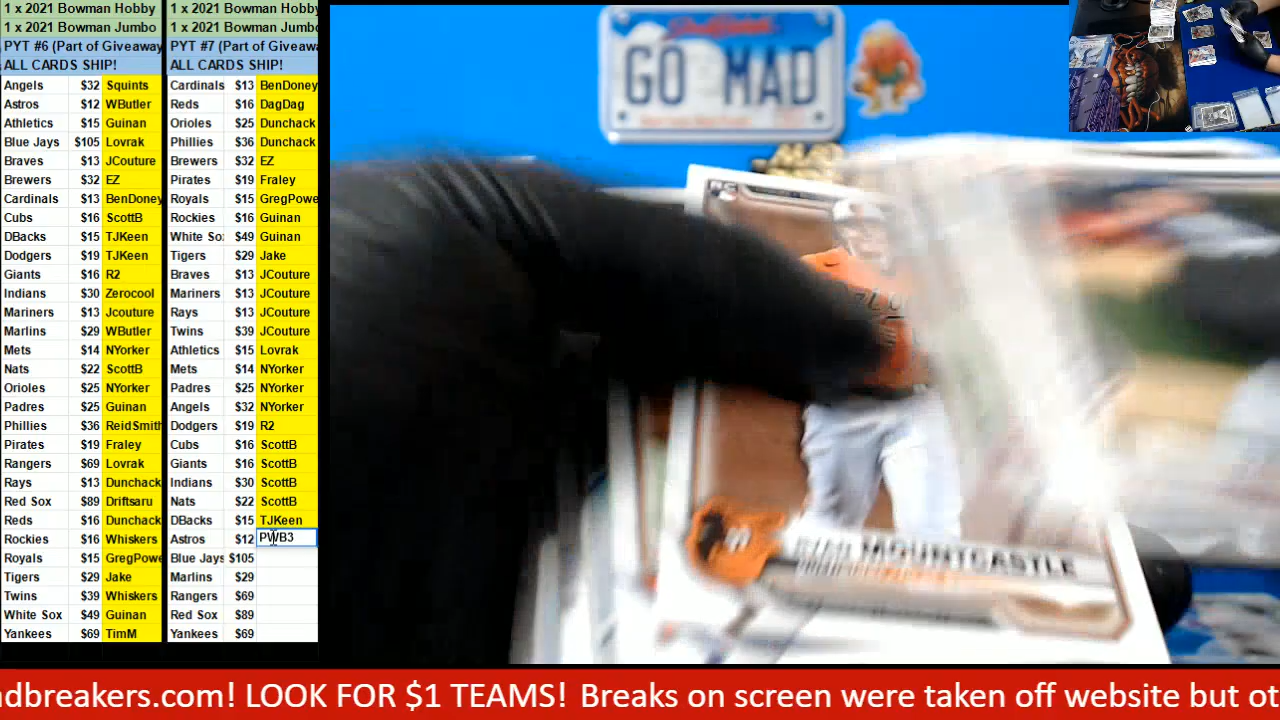 1 x 2021 Bowman Hobby
1 x 2021 Bowman Jumbo
PYT #6 (Part of Giveaway
ALL CARDS SHIP!
Angels $32 Squints
Astros $12 WButler
Athletics $15 Guinan
Blue Jays $105 Lovrak
Braves $13 JCouture
Brewers $32 EZ
Cardinals $13 BenDoney
Cubs $16 ScottB
DBacks $15 TJKeen
Dodgers $19 TJKeen
Giants $16 R2
Indians $30 Zerocool
Mariners $13 Jcouture
Marlins $29 WButler
Mets $14 NYorker
Nats $22 ScottB
Orioles $25 NYorker
Padres $25 Guinan
Phillies $36 ReidSmith
Pirates $19 Fraley
Rangers $69 Lovrak
Rays $13 Dunchack
Red Sox $89 Driftsaru
Reds $16 Dunchack
Rockies $16 Whiskers
Royals $15 GregPowe
Tigers $29 Jake
Twins $39 Whiskers
White Sox $49 Guinan
Yankees $69 TimM
1 x 2021 Bowman Hobby
1 x 2021 Bowman Jumbo
PYT #7 (Part of Giveawa
ALL CARDS SHIP!
Cardinals $13 BenDoney
Reds $16 DagDag
Orioles $25 Dunchack
Phillies $36 Dunchack
Brewers $32 EZ
Pirates $19 Fraley
Royals $15 GregPowe
Rockies $16 Guinan
White So $49 Guinan
Tigers $29 Jake
Braves $13 JCouture
Mariners $13 JCouture
Rays $13 JCouture
Twins $39 JCouture
Athletics $15 Lovrak
Mets $14 NYorker
Padres $25 NYorker
Angels $32 NYorker
Dodgers $19 R2
Cubs $16 ScottB
Giants $16 ScottB
Indians $30 ScottB
Nats $22 ScottB
DBacks $15 TJKeen
Astros $12 PWB3
Blue Jays $105
Marlins $29
Rangers $69
Red Sox $89
Yankees $69
GO MAD
MOUNTCASTLE
adbreakers.com! LOOK FOR $1 TEAMS! Breaks on screen were taken off website but ot